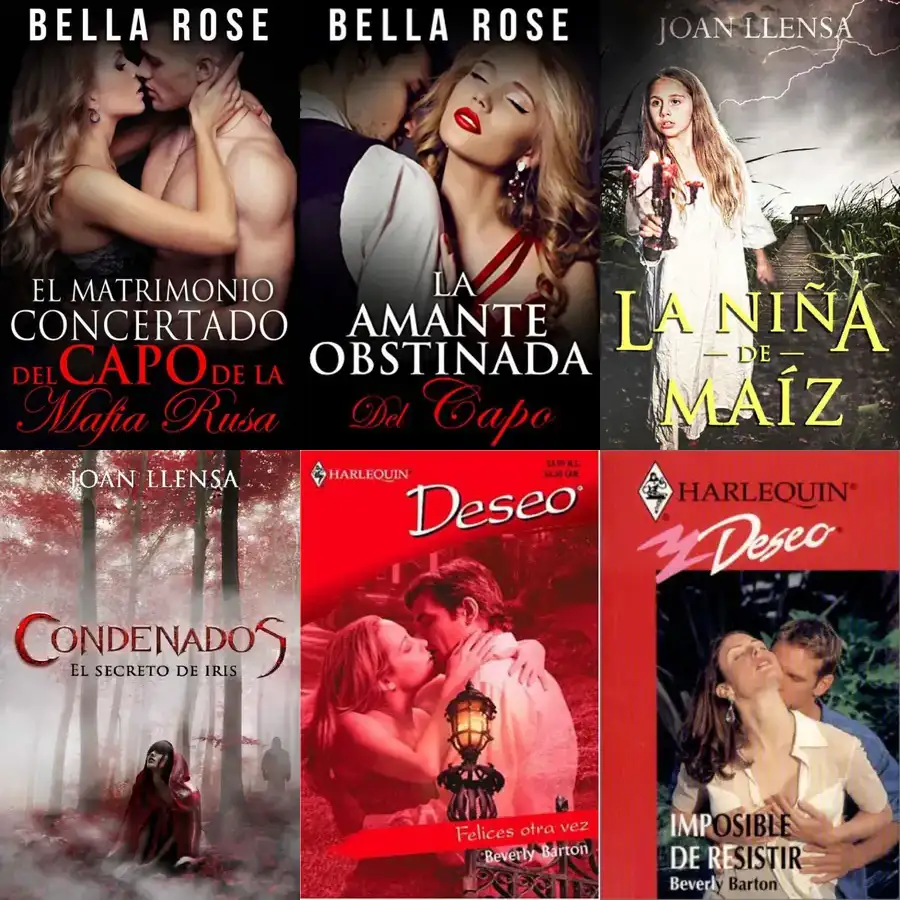 BELLA ROSE
EL MATRIMONIO
CONCERTADO
DEL CAPO DE LA
Mafia Rusa
BELLA ROSE
LA
AMANTE
OBSTINADA
Del Capo
JOAN LLENSA
LA NIÑA
— DE —
MAÍZ
JOAN LLENSA
CONDENADOS
EL SECRETO DE IRIS
HARLEQUIN®
Deseo®
Felices otra vez
Beverly Barton
HARLEQUIN®
Deseo®
IMPOSIBLE
DE RESISTIR
Beverly Barton